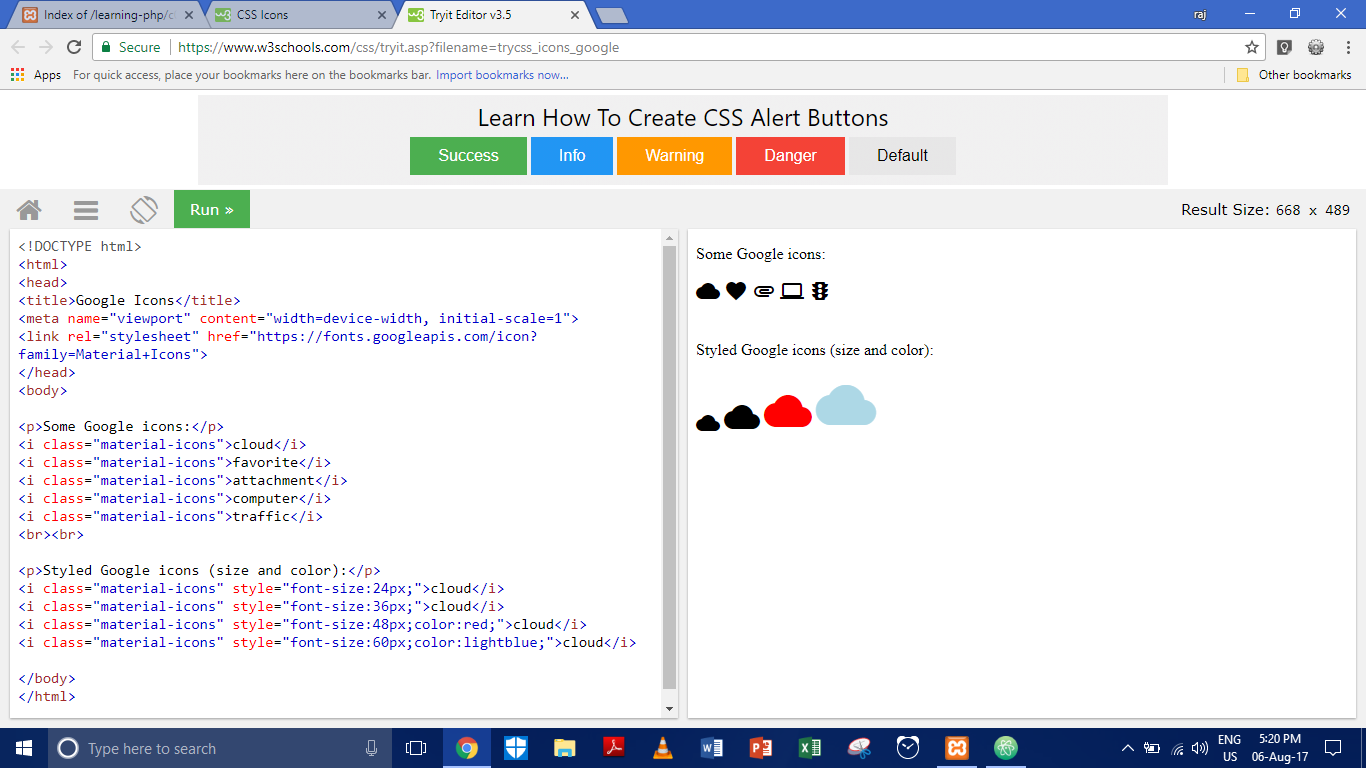 Index of /learning-php/c
CSS Icons
Tryit Editor v3.5
raj
Secure
https://www.w3schools.com/css/tryit.asp?filename=trycss_icons_google
Apps
For quick access, place your bookmarks here on the bookmarks bar. Import bookmarks now...
Other bookmarks
Learn How To Create CSS Alert Buttons
Success
Info
Warning
Danger
Default
Run »
Result Size: 668 x 489
<!DOCTYPE html>
<html>
<head>
<title>Google Icons</title>
<meta name="viewport" content="width=device-width, initial-scale=1">
<link rel="stylesheet" href="https://fonts.googleapis.com/icon?
family=Material+Icons">
</head>
<body>
<p>Some Google icons:</p>
<i class="material-icons">cloud</i>
<i class="material-icons">favorite</i>
<i class="material-icons">attachment</i>
<i class="material-icons">computer</i>
<i class="material-icons">traffic</i>
<br><br>
<p>Styled Google icons (size and color):</p>
<i class="material-icons" style="font-size:24px;">cloud</i>
<i class="material-icons" style="font-size:36px;">cloud</i>
<i class="material-icons" style="font-size:48px;color:red;">cloud</i>
<i class="material-icons" style="font-size:60px;color:lightblue;">cloud</i>
</body>
</html>
Some Google icons:
Styled Google icons (size and color):
Type here to search
ENG
US
5:20 PM
06-Aug-17